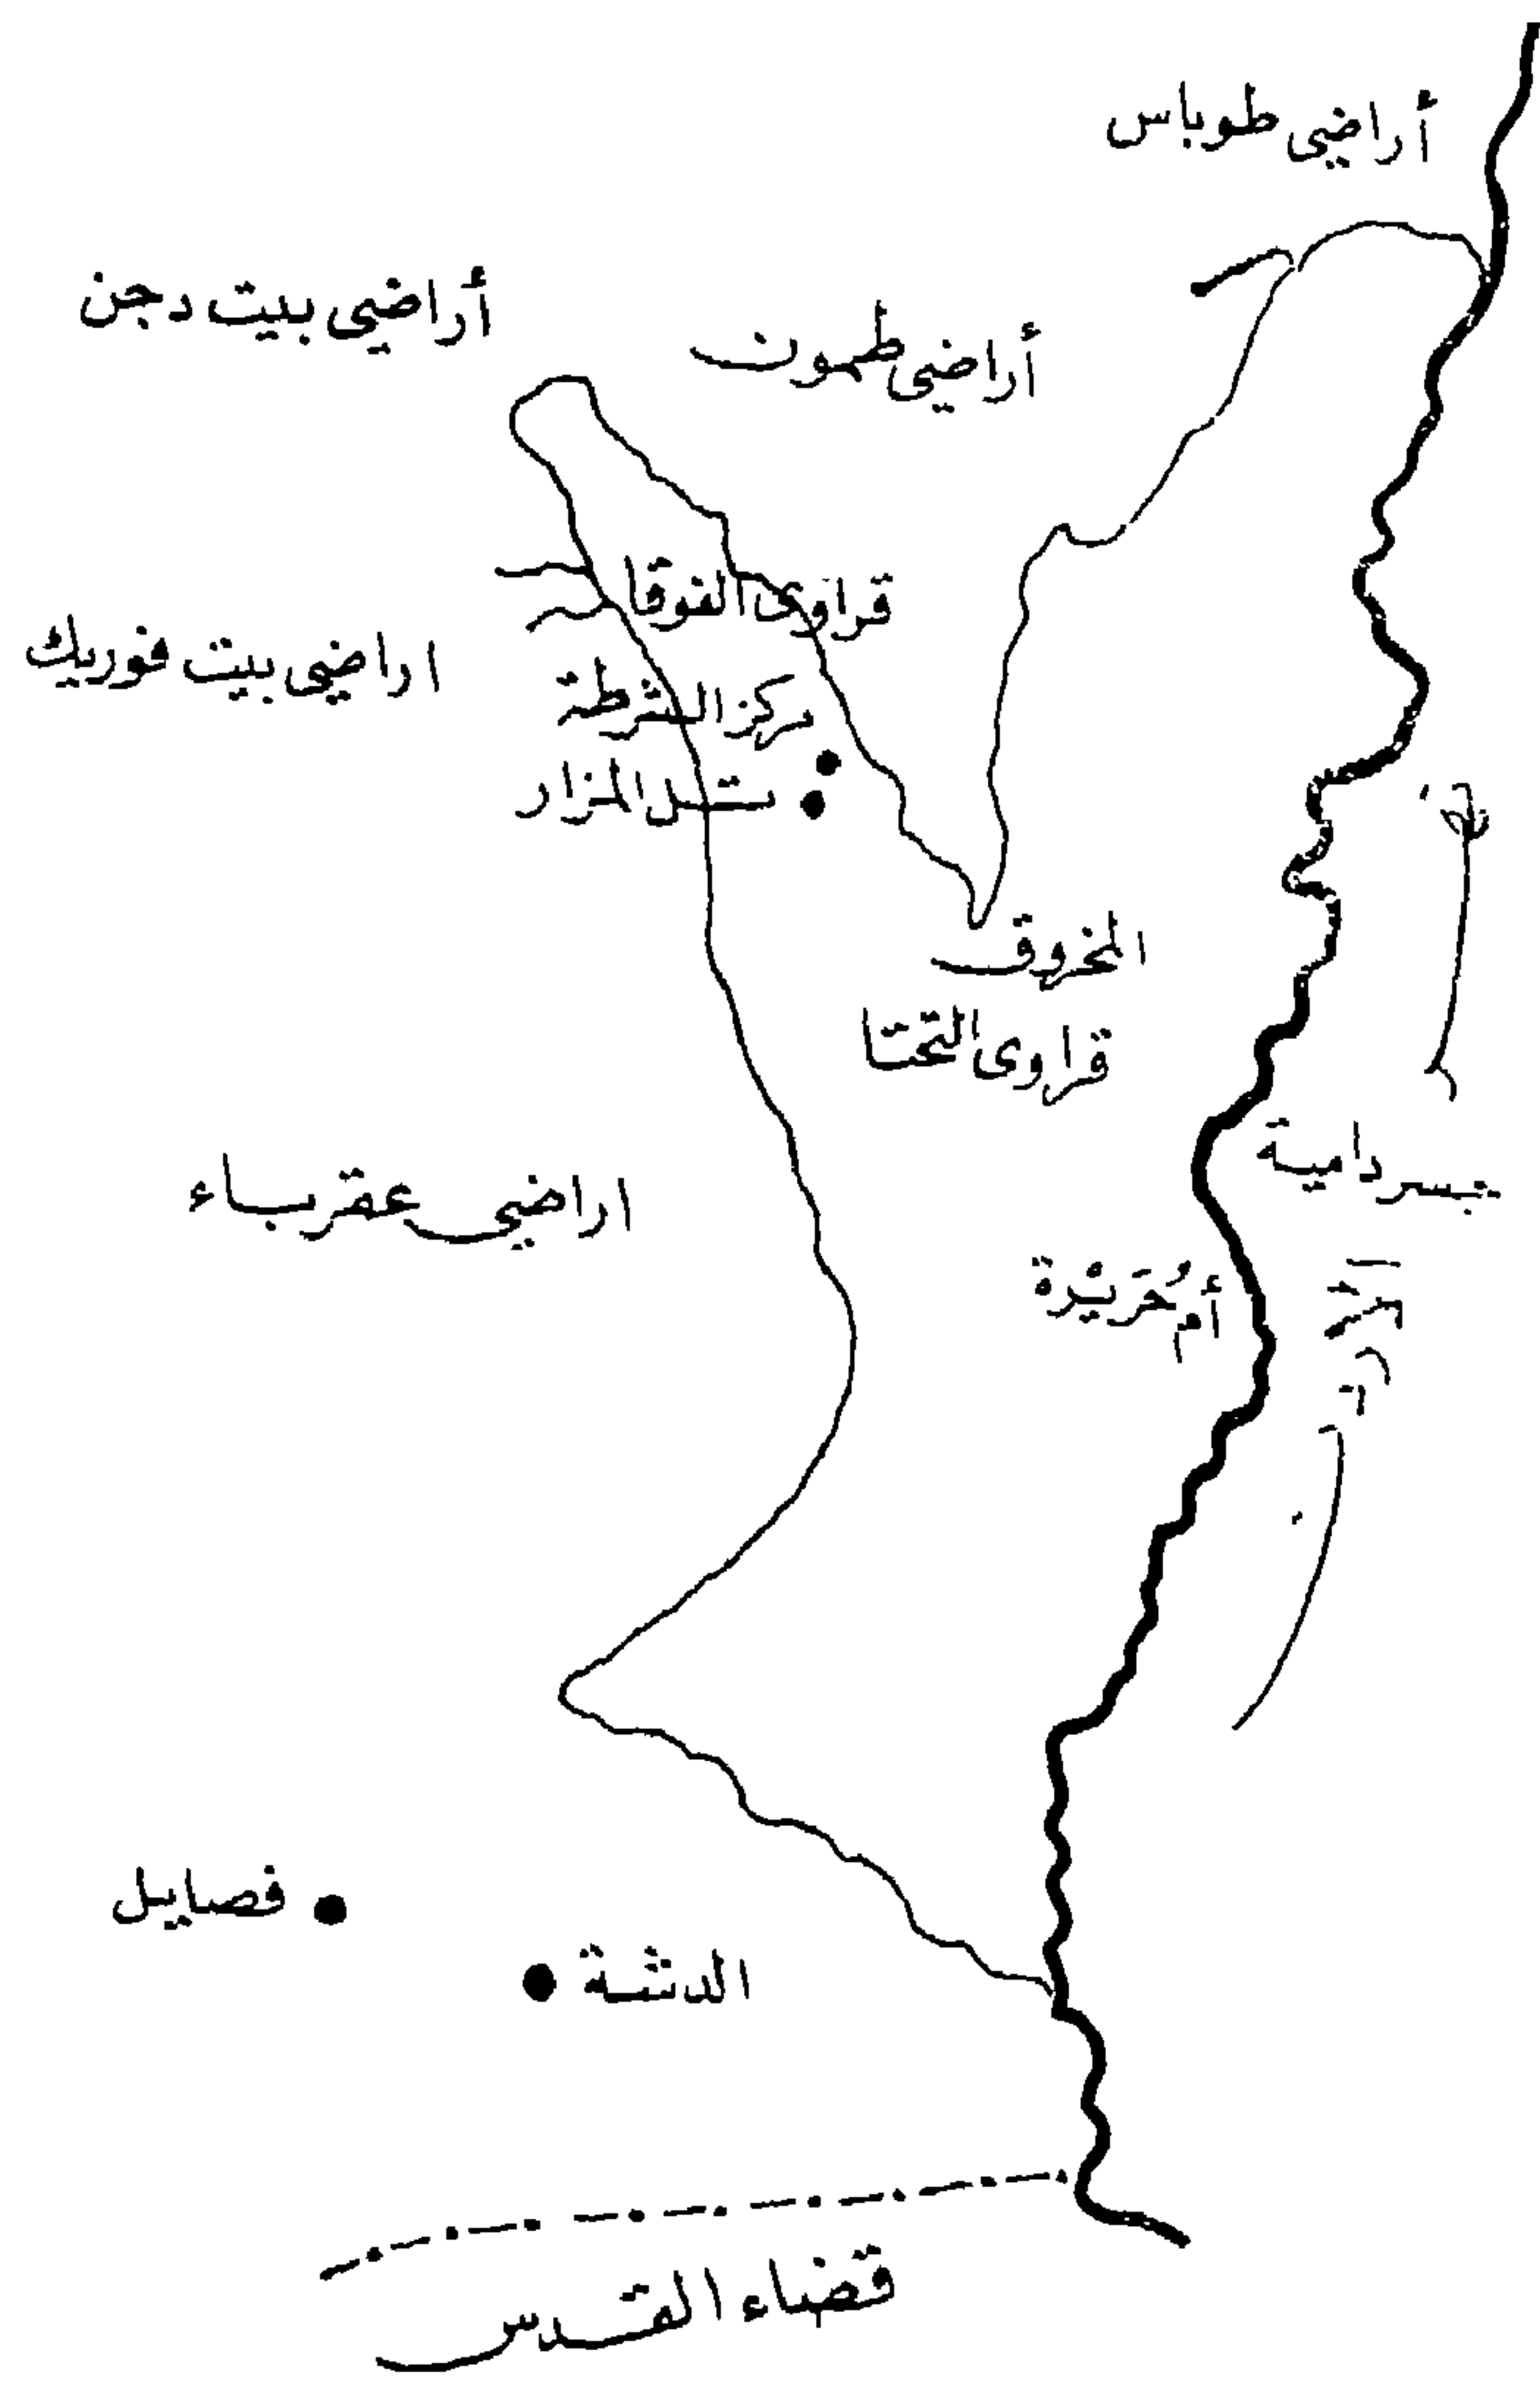 أراضي طوباس
أراضي بيت دجن
أراضي طمون
قراوى الفوقا
اراضي بيت فوريك
مركز الشرطة
تل المزار
المخروق
قراوى التحتا
جسر دامية
اراضي عقرباء
أم حُرَيْرة
فصايل
الدشة
قضاء القدس